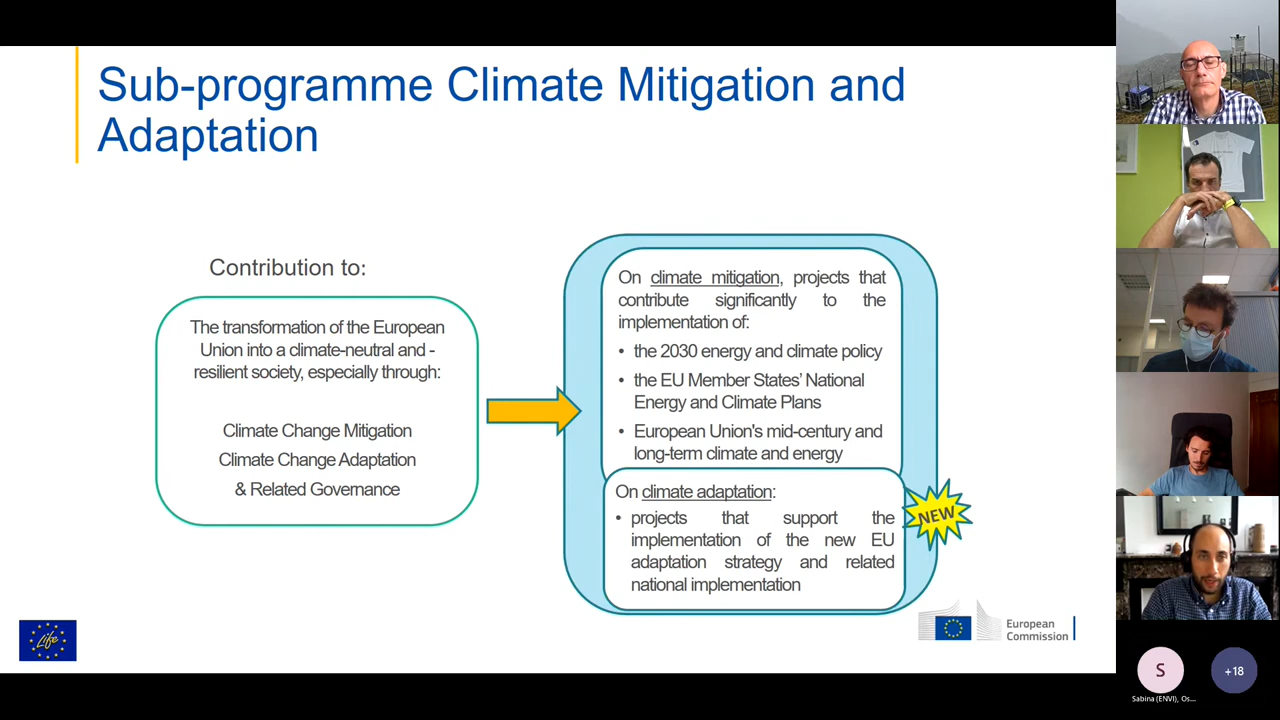 Sub-programme Climate Mitigation and
Adaptation
Contribution to:
The transformation of the European
Union into a climate-neutral and -
resilient society, especially through:
Climate Change Mitigation
Climate Change Adaptation
& Related Governance
On climate mitigation, projects that
contribute significantly to the
implementation of:
• the 2030 energy and climate policy
• the EU Member States' National
Energy and Climate Plans
• European Union's mid-century and
long-term climate and energy
On climate adaptation:
• projects that support the
implementation of the new EU
adaptation strategy and related
national implementation
NEW
Life
European
Commission
S
+18
Sabina (ENVI), Os...